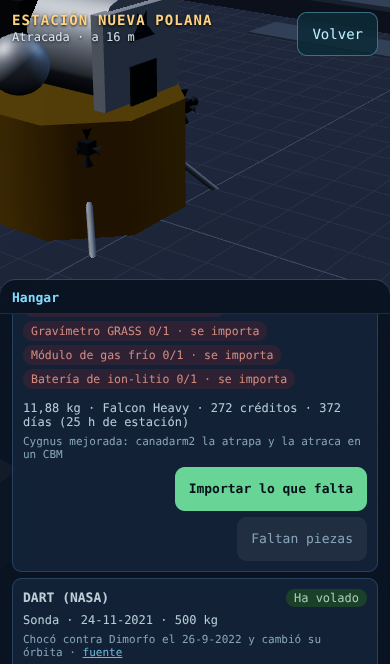 ESTACIÓN NUEVA POLANA
Atracada · a 16 m
Volver
Hangar
Gravímetro GRASS 0/1 · se importa
Módulo de gas frío 0/1 · se importa
Batería de ion-litio 0/1 · se importa
11,88 kg · Falcon Heavy · 272 créditos · 372
días (25 h de estación)
Cygnus mejorada: canadarm2 la atrapa y la atraca en
un CBM
Importar lo que falta
Faltan piezas
DART (NASA)
Ha volado
Sonda · 24-11-2021 · 500 kg
Chocó contra Dimorfo el 26-9-2022 y cambió su
órbita · fuente